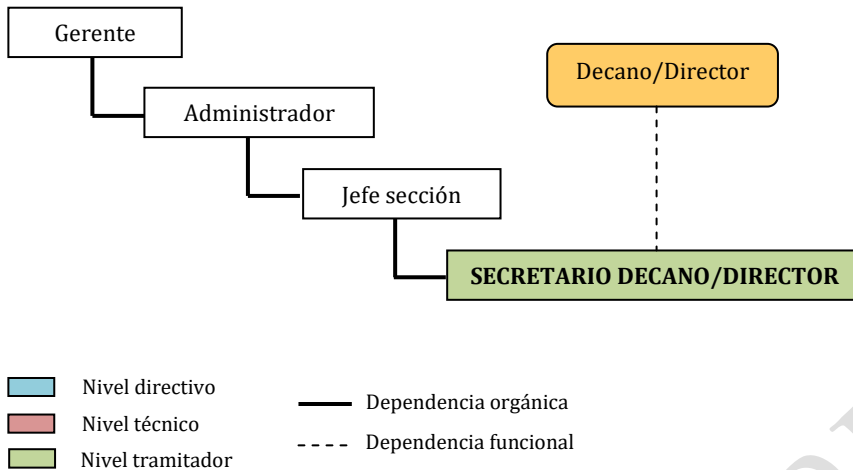 Gerente
Decano/Director
Administrador
Jefe sección
SECRETARIO DECANO/DIRECTOR
Nivel directivo
Nivel técnico
Nivel tramitador
Dependencia orgánica
Dependencia funcional